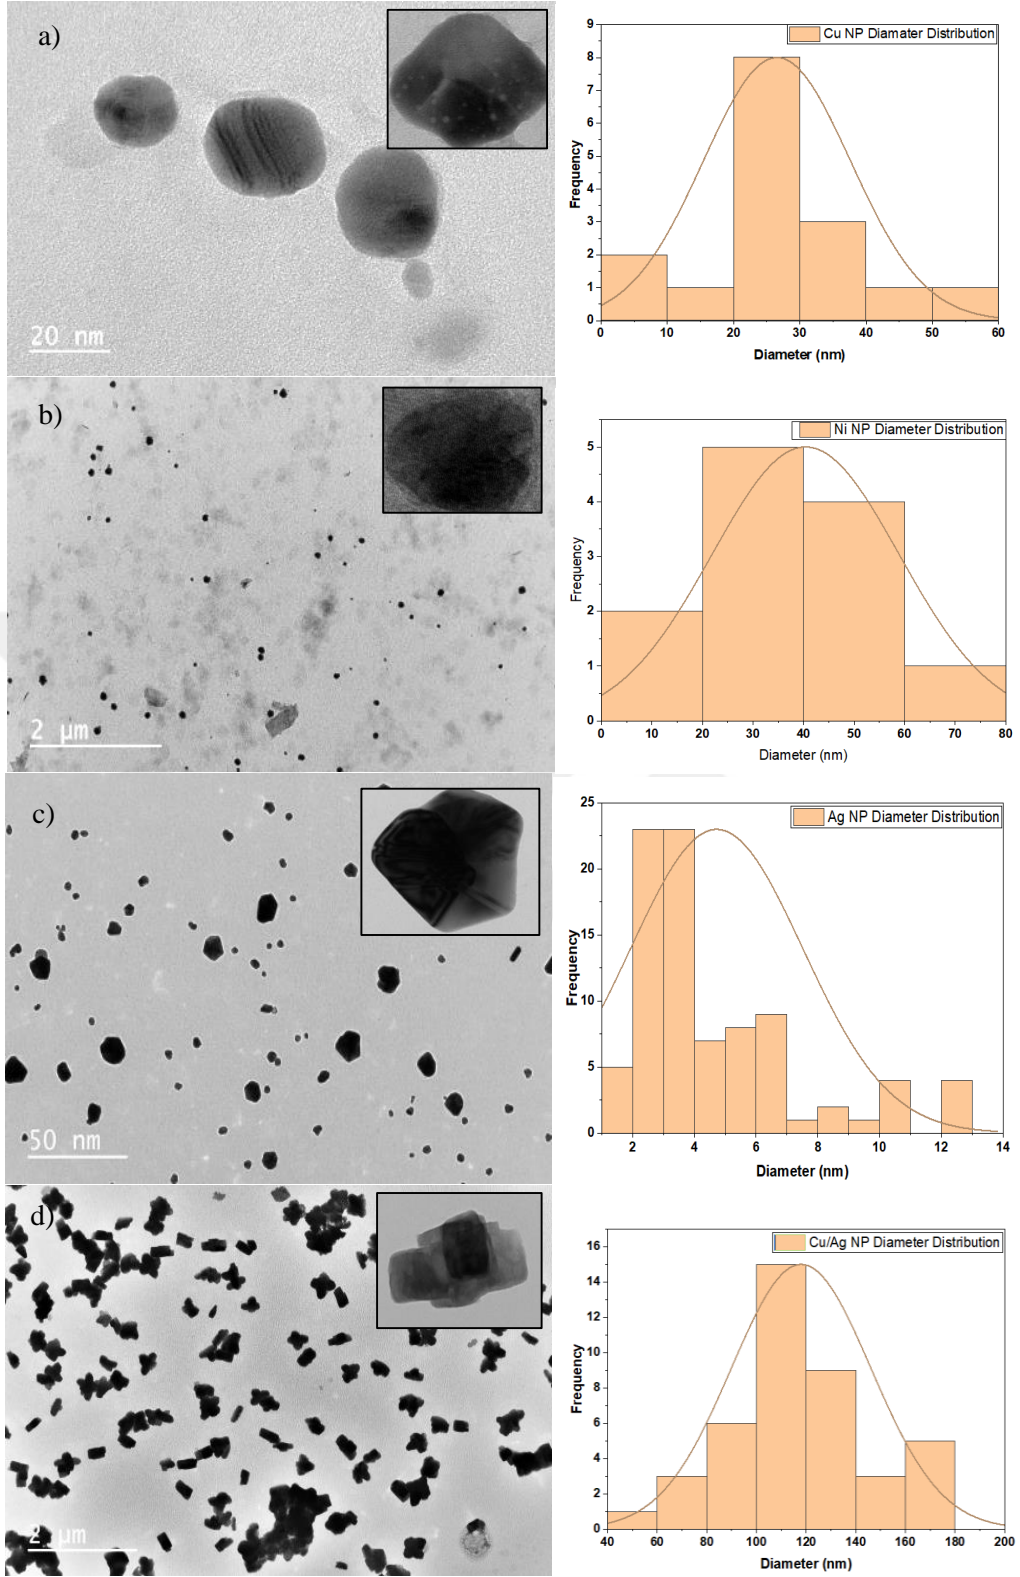 a)
20 nm
Cu NP Diamater Distribution
Frequency
9
8
7
6
5
4
3
2
1
0
0 10 20 30 40 50 60
Diameter (nm)
b)
2 µm
Ni NP Diameter Distribution
Frequency
5
4
3
2
1
0
0 10 20 30 40 50 60 70 80
Diameter (nm)
c)
50 nm
Ag NP Diameter Distribution
Frequency
25
20
15
10
5
0
2 4 6 8 10 12 14
Diameter (nm)
d)
2 µm
Cu/Ag NP Diameter Distribution
Frequency
16
14
12
10
8
6
4
2
0
40 60 80 100 120 140 160 180 200
Diameter (nm)